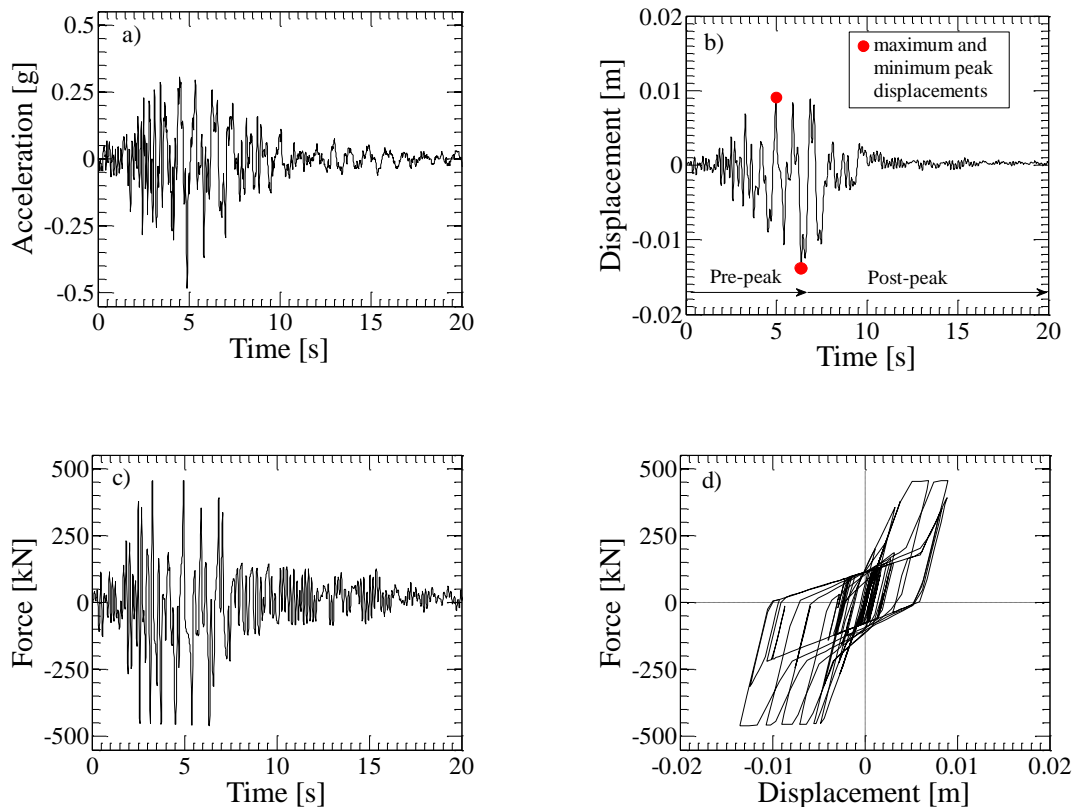 a)
0.5
0.25
0
-0.25
-0.5
Acceleration [g]
0
5
10
15
20
Time [s]
b)
maximum and
minimum peak
displacements
0.02
0.01
0
-0.01
-0.02
Displacement [m]
Pre-peak
Post-peak
0
5
10
15
20
Time [s]
c)
500
250
0
-250
-500
Force [kN]
0
5
10
15
20
Time [s]
d)
500
250
0
-250
-500
Force [kN]
-0.02
-0.01
0
0.01
0.02
Displacement [m]